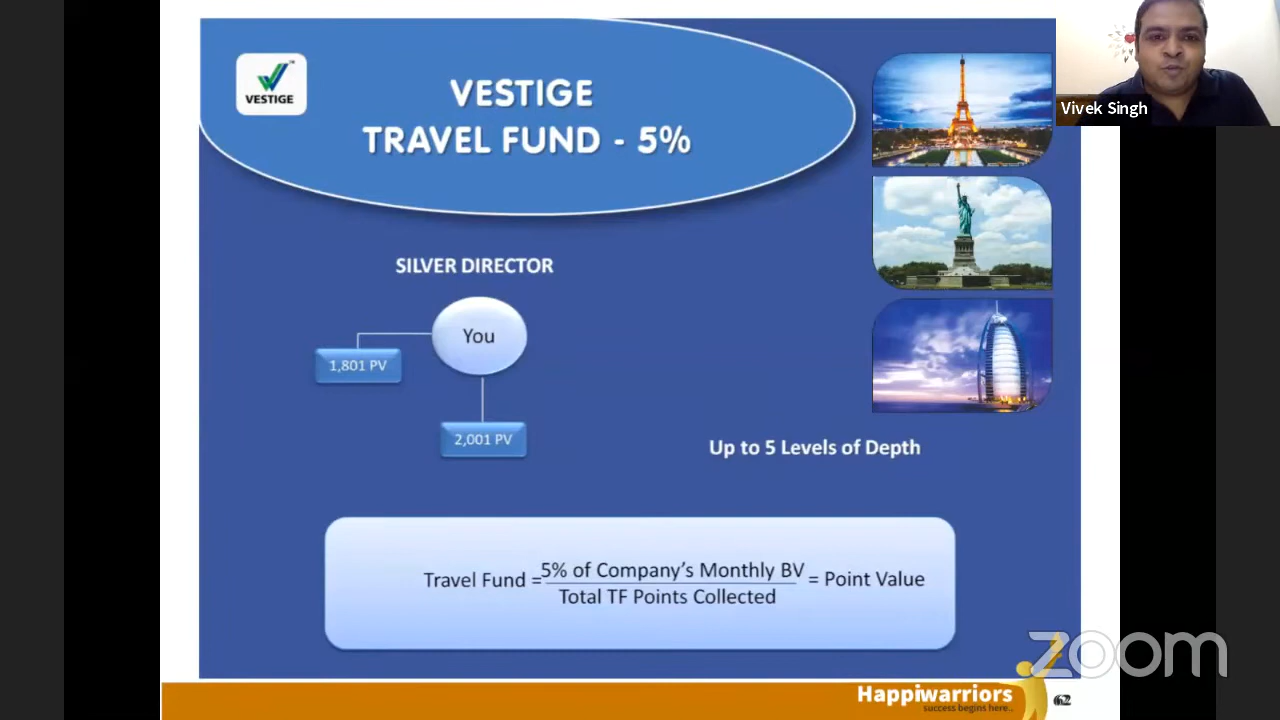 VESTIGE
VESTIGE
TRAVEL FUND - 5%
Vivek Singh
SILVER DIRECTOR
You
1,801 PV
2,001 PV
Up to 5 Levels of Depth
Travel Fund = 5% of Company's Monthly BV = Point Value
Total TF Points Collected
zoom
Happiwarriors
success begins here..
62